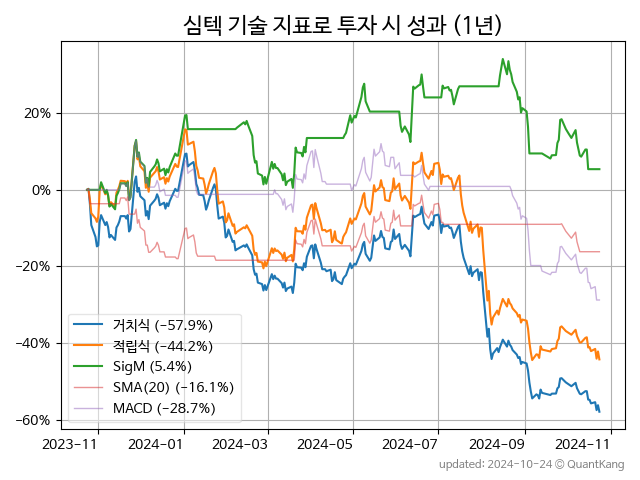 심텍 기술 지표로 투자 시 성과 (1년)
20%
0%
−20%
−40%
−60%
거치식 (−57.9%)
적립식 (−44.2%)
SigM (5.4%)
SMA(20) (−16.1%)
MACD (−28.7%)
2023-11 2024-01 2024-03 2024-05 2024-07 2024-09 2024-11
updated: 2024-10-24 © QuantKang